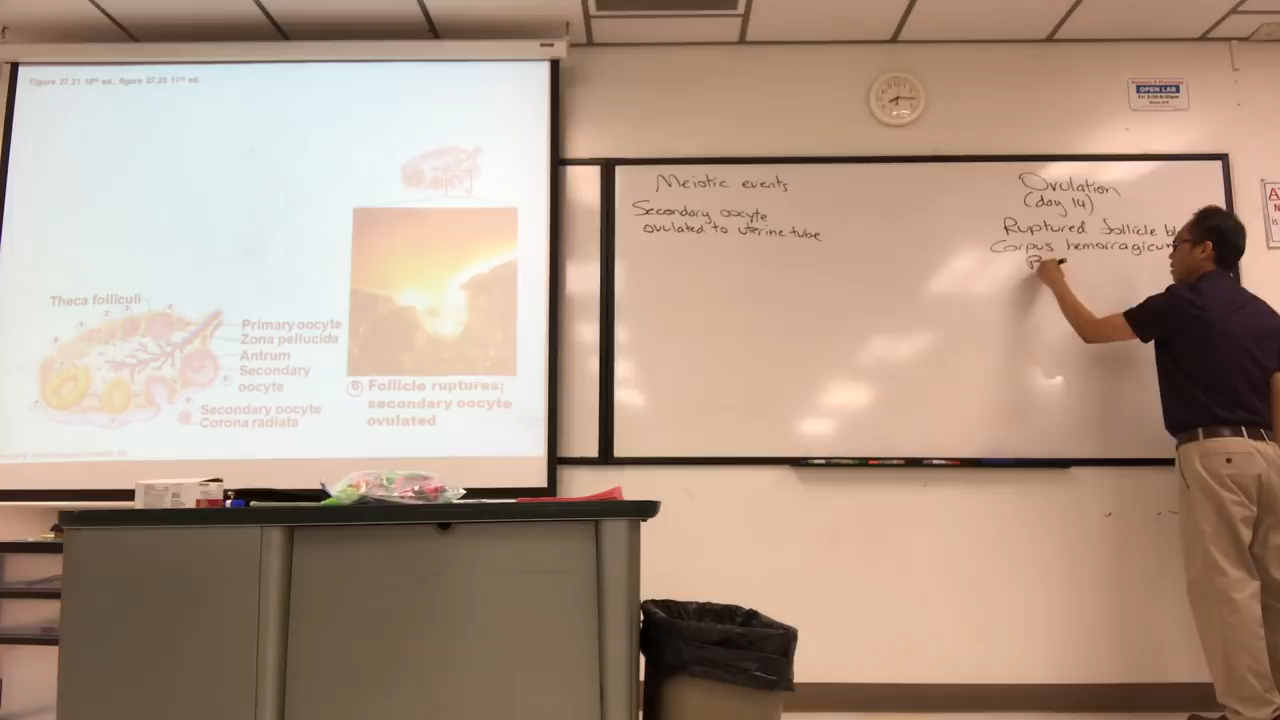 Figure 27.21 10th ed., figure 27.23 11th ed.
Theca folliculi
Primary oocyte
Zona pellucida
Antrum
Secondary
oocyte
Secondary oocyte
Corona radiata
6 Follicle ruptures;
secondary oocyte
ovulated
Meiotic events
Secondary oocyte
ovulated to uterine tube
Ovulation
(day 14)
Ruptured follicle
Corpus hemorragicum
OPEN LAB